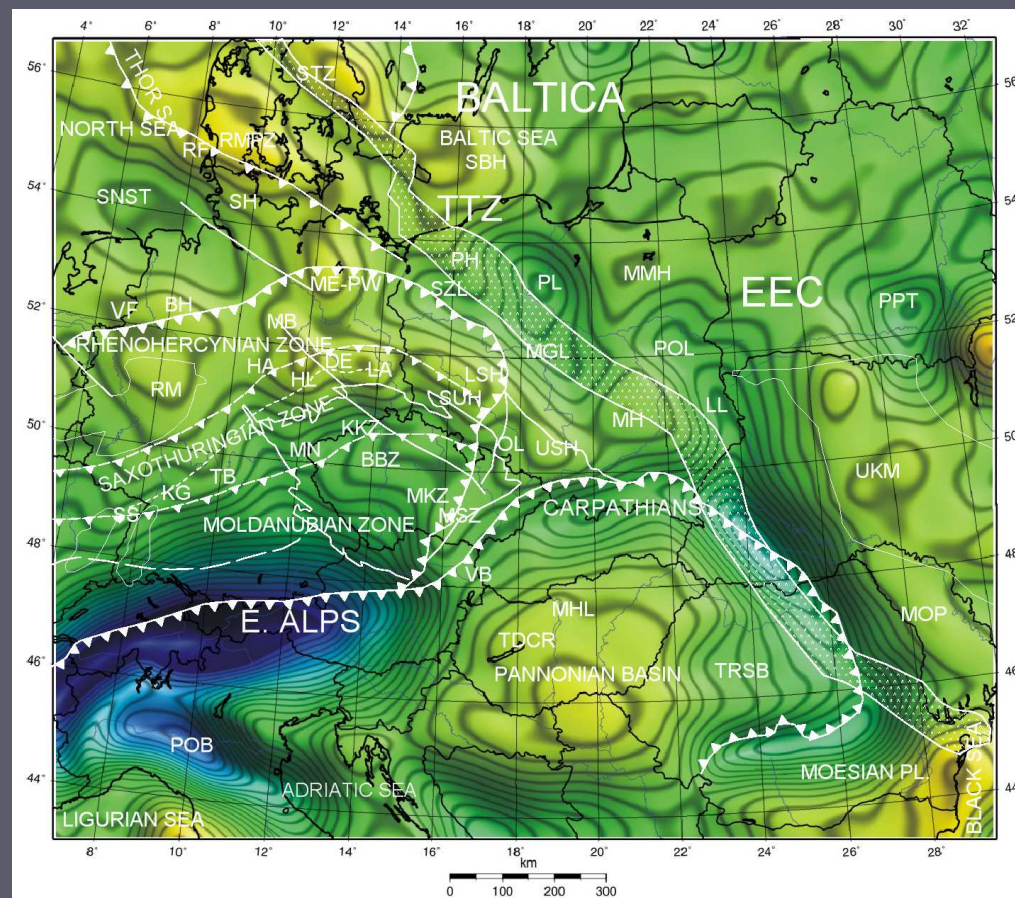 4° 6° 8° 10° 12° 14° 16° 18° 20° 22° 24° 26° 28° 30° 32°
56°
STZ
THOR S.
BALTICA
NORTH SEA
RMPZ
RFH
BALTIC SEA
SBH
54°
SNST
SH
TTZ
PH
PL
MMH
EEC
PPT
SZL
ME-PW
52°
VF
BH
MB
RHENOHERCYNIAN ZONE
MGL
POL
HA
HL
DE
LA
LSH
RM
SUH
LL
50°
SAXOTHURINGIAN ZONE
MH
KKZ
MN
BBZ
OL
USH
UKM
TB
KG
SS
MKZ
MSZ
CARPATHIANS
MOLDANUBIAN ZONE
48°
VB
E. ALPS
MHL
MOP
TDCR
46°
PANNONIAN BASIN
TRSB
POB
44°
ADRIATIC SEA
MOESIAN PL.
BLACK SEA
LIGURIAN SEA
8° 10° 12° 14° 16° 18° 20° 22° 24° 26° 28°
km
0 100 200 300